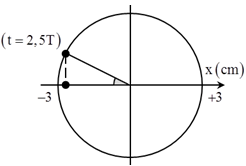 (t = 2,5T)
x (cm)
−3
+3